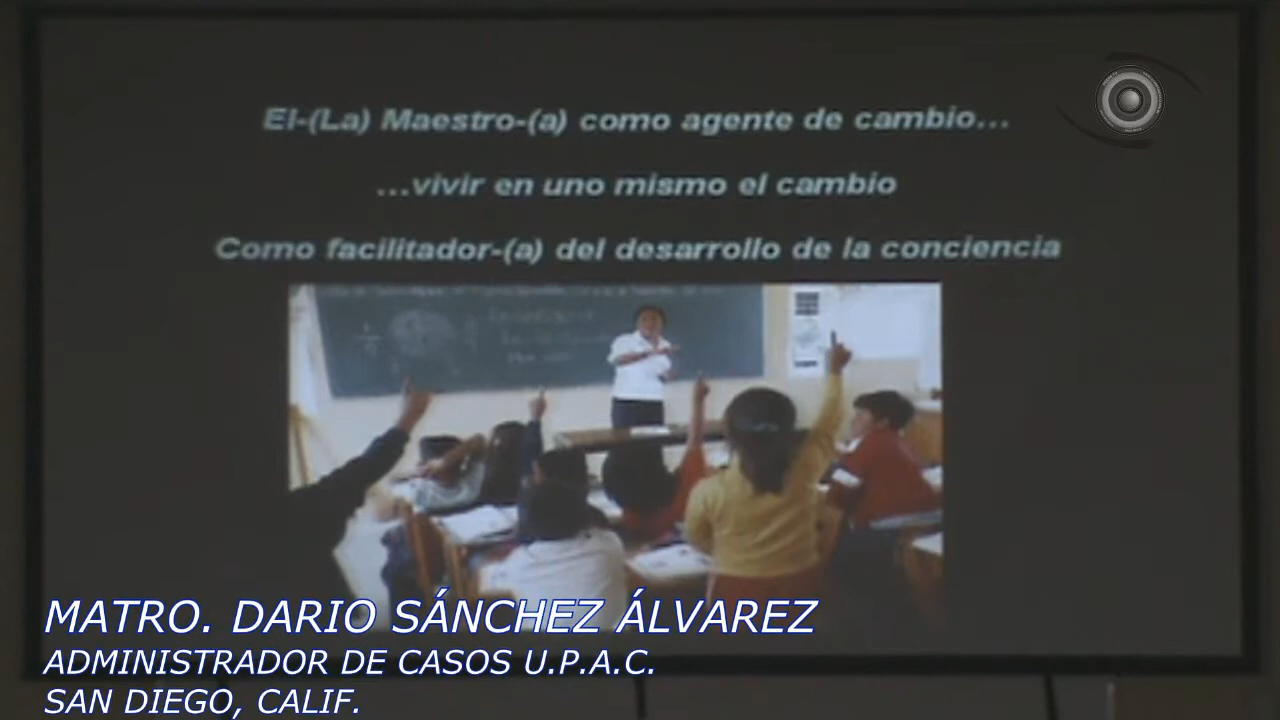 El-(La) Maestro-(a) como agente de cambio...
...vivir en uno mismo el cambio
Como facilitador-(a) del desarrollo de la conciencia
MATRO. DARIO SÁNCHEZ ÁLVAREZ
ADMINISTRADOR DE CASOS U.P.A.C.
SAN DIEGO, CALIF.